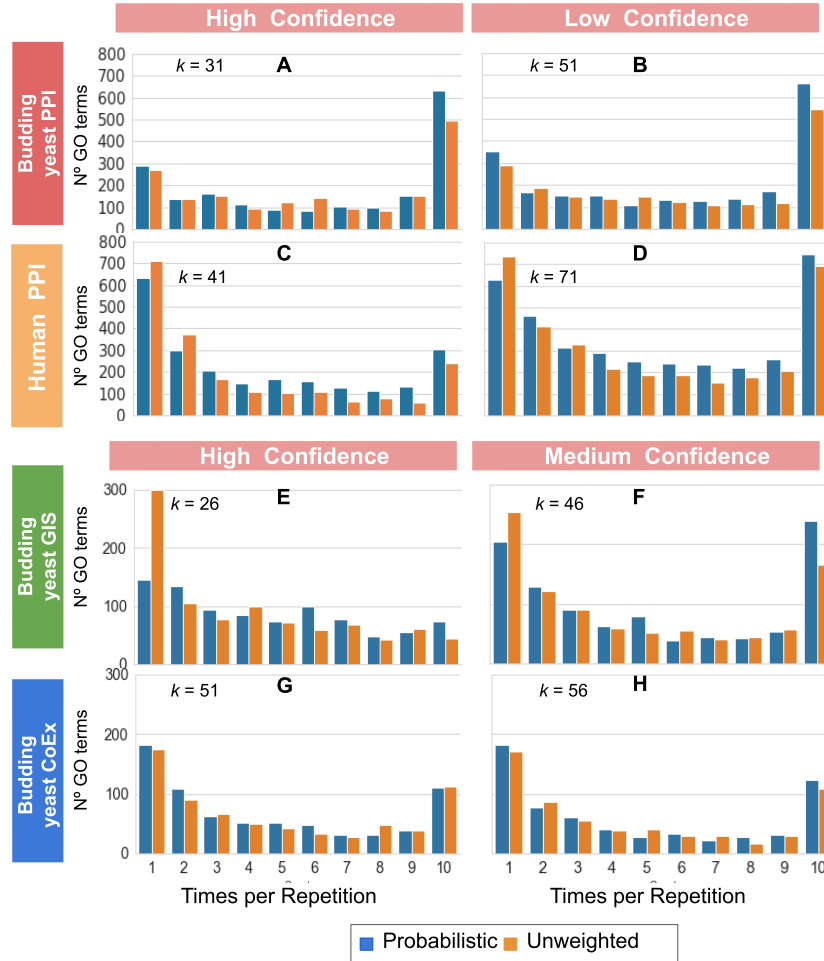 High Confidence
Low Confidence
Budding
yeast PPI
Nº GO terms
800
700
600
500
400
300
200
100
0
k = 31
A
k = 51
B
Human PPI
Nº GO terms
800
700
600
500
400
300
200
100
0
k = 41
C
k = 71
D
High Confidence
Medium Confidence
Budding
yeast GIS
Nº GO terms
300
200
100
0
k = 26
E
k = 46
F
Budding
yeast CoEx
Nº GO terms
300
200
100
0
k = 51
G
k = 56
H
1 2 3 4 5 6 7 8 9 10
1 2 3 4 5 6 7 8 9 10
Times per Repetition
Times per Repetition
Probabilistic Unweighted